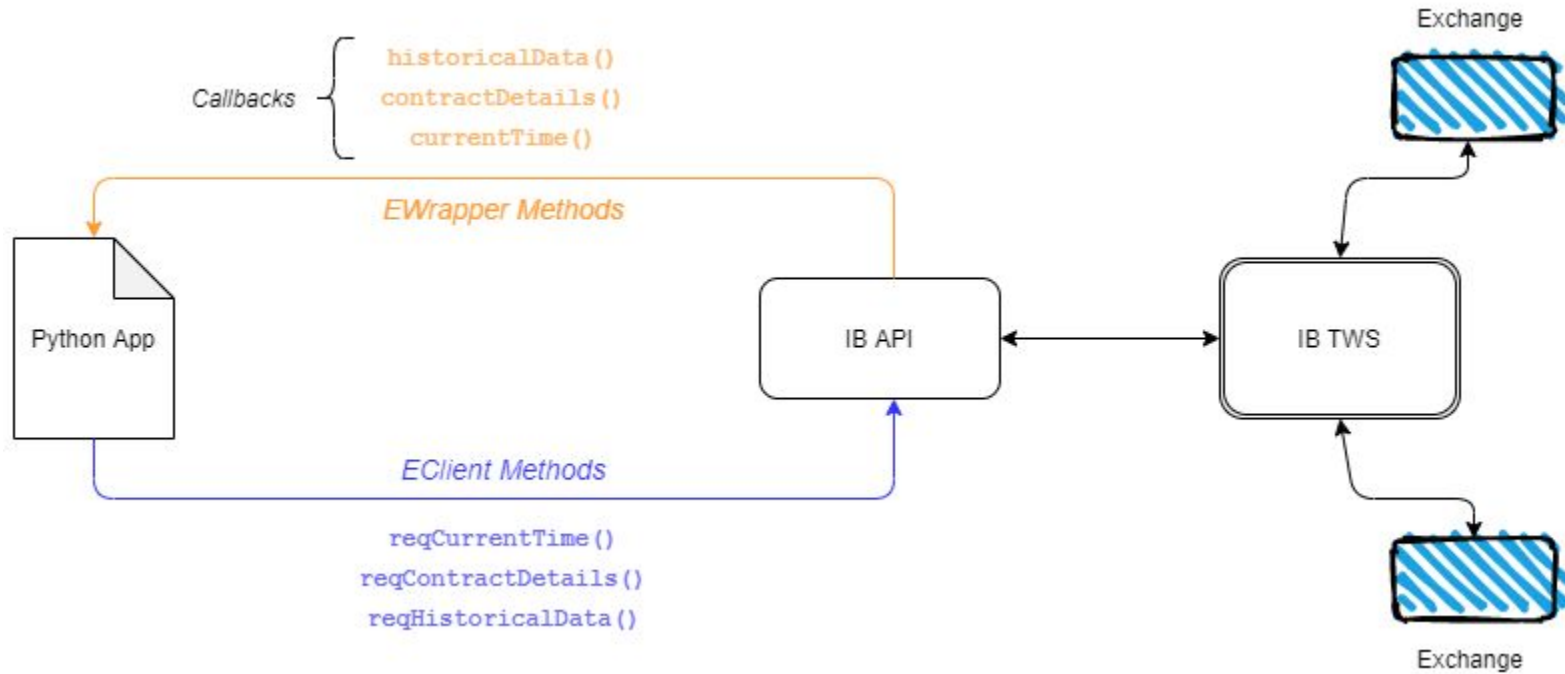 Exchange
historicalData()
Callbacks
contractDetails()
currentTime()
EWrapper Methods
Python App
IB API
IB TWS
EClient Methods
reqCurrentTime()
reqContractDetails()
reqHistoricalData()
Exchange